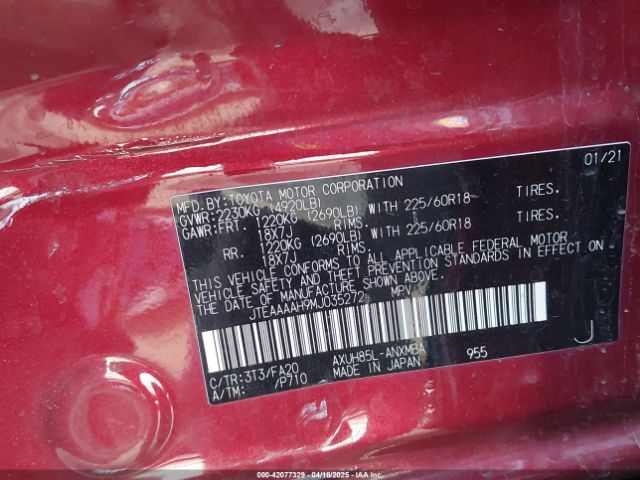 MFD. BY: TOYOTA MOTOR CORPORATION 01/21
GVWR: 2230KG (4920LB)
GAWR: FRT. 1220KG (2690LB) WITH 225/60R18 TIRES.
18X7J RIMS.
RR. 1220KG (2690LB) WITH 225/60R18 TIRES.
18X7J RIMS.
THIS VEHICLE CONFORMS TO ALL APPLICABLE FEDERAL MOTOR
VEHICLE SAFETY AND THEFT PREVENTION STANDARDS IN EFFECT ON
THE DATE OF MANUFACTURE SHOWN ABOVE.
JTEAAAAH9MJ035272 MPV
J
C/TR: 3T3/FA20 AXUH85L-ANXMBA 955
A/TM: /P710 MADE IN JAPAN
000-42077329 - 04/18/2025 - IAAI.COM